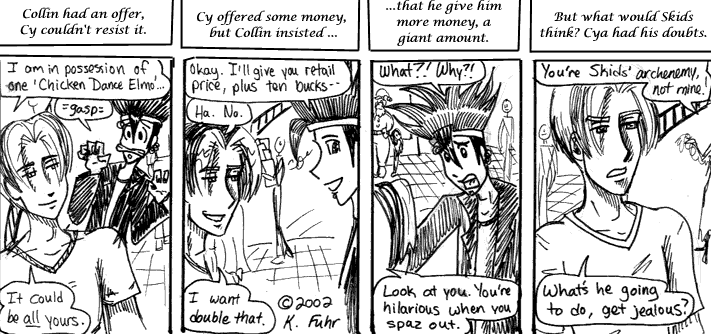 Collin had an offer,
Cy couldn't resist it.
I am in possession of
one 'Chicken Dance Elmo'...
=gasp=
It could
be all yours.
Cy offered some money,
but Collin insisted ...
Okay. I'll give you retail
price, plus ten bucks--
Ha. No.
I want
double that.
©2002
K. Fuhr
...that he give him
more money, a
giant amount.
What?! Why?!
Look at you. You're
hilarious when you
spaz out.
But what would Skids
think? Cya had his doubts.
You're Skids' archenemy,
not mine!
What's he going
to do, get jealous?